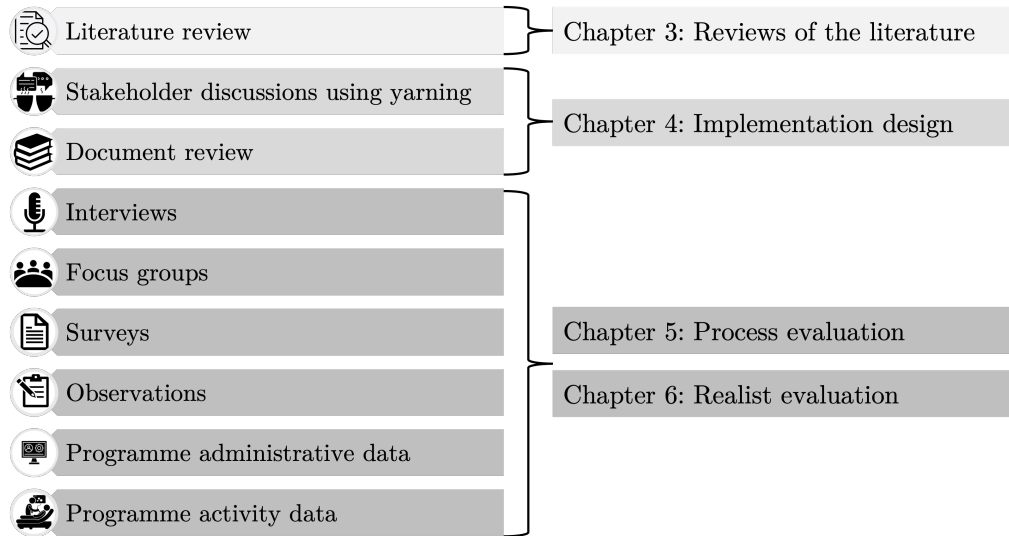 Literature review
Stakeholder discussions using yarning
Document review
Interviews
Focus groups
Surveys
Observations
Programme administrative data
Programme activity data
Chapter 3: Reviews of the literature
Chapter 4: Implementation design
Chapter 5: Process evaluation
Chapter 6: Realist evaluation